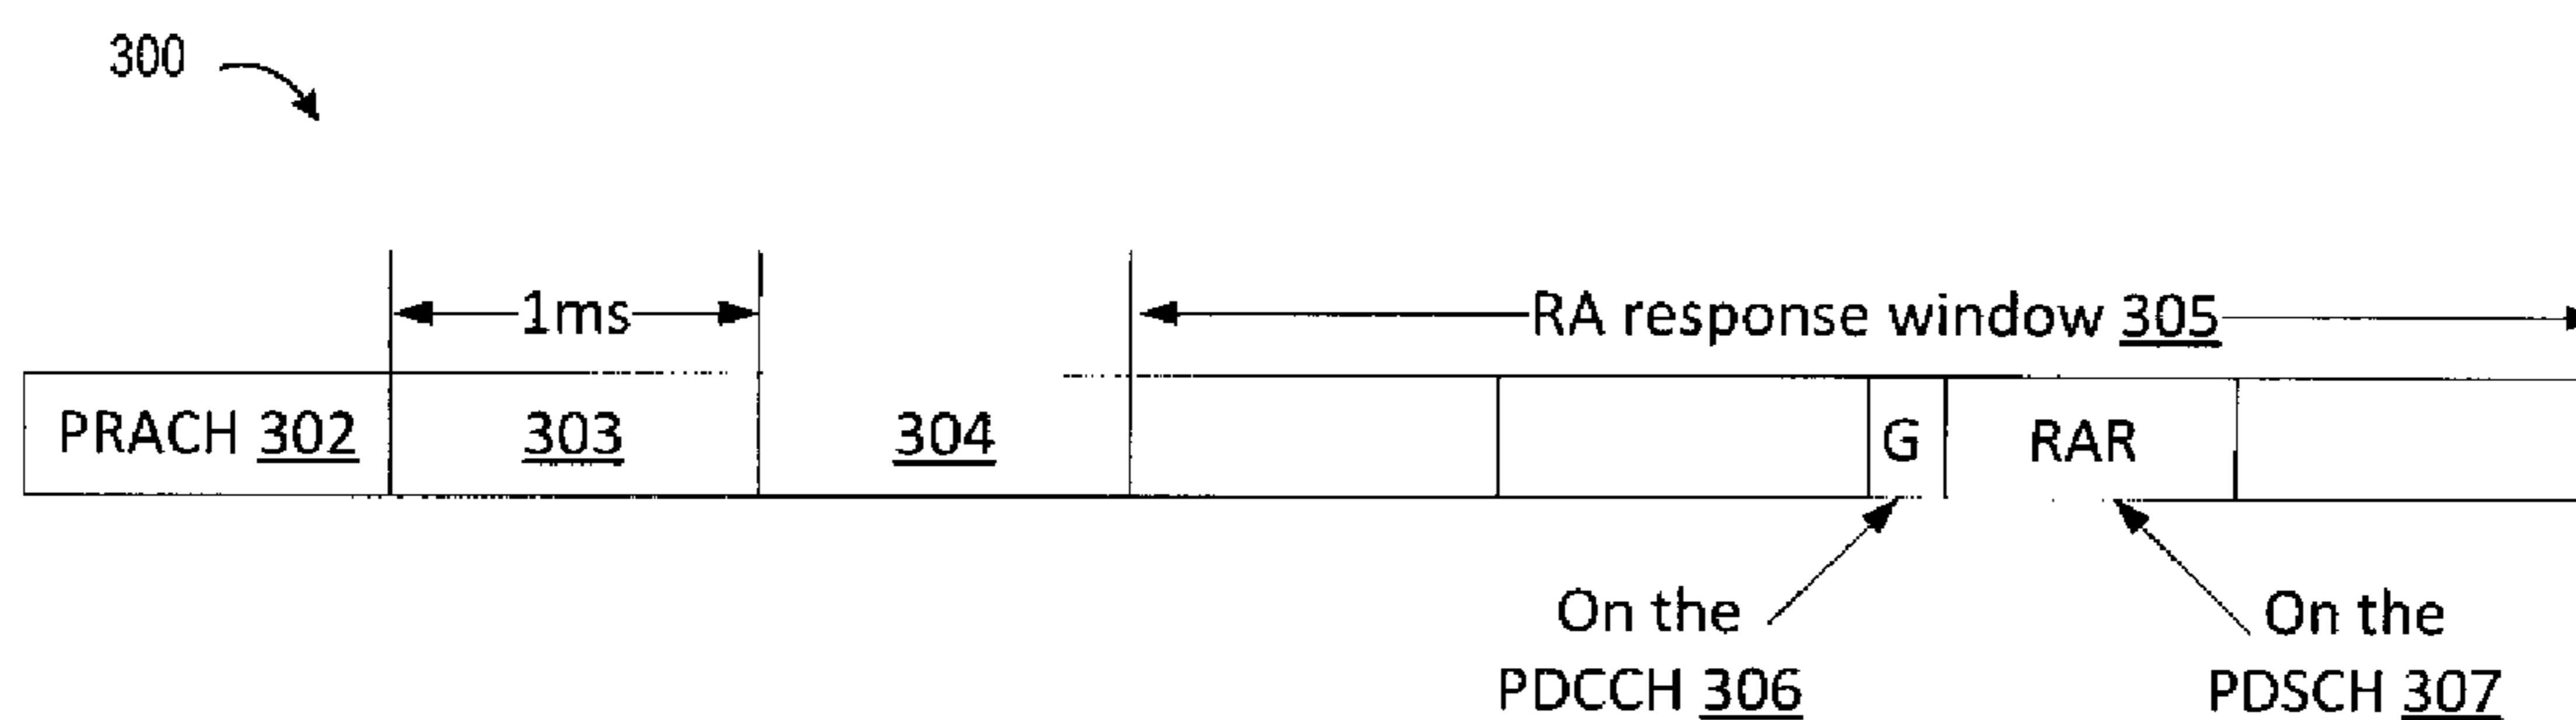 300
1ms
RA response window 305
PRACH 302
303
304
G
RAR
On the
PDCCH 306
On the
PDSCH 307